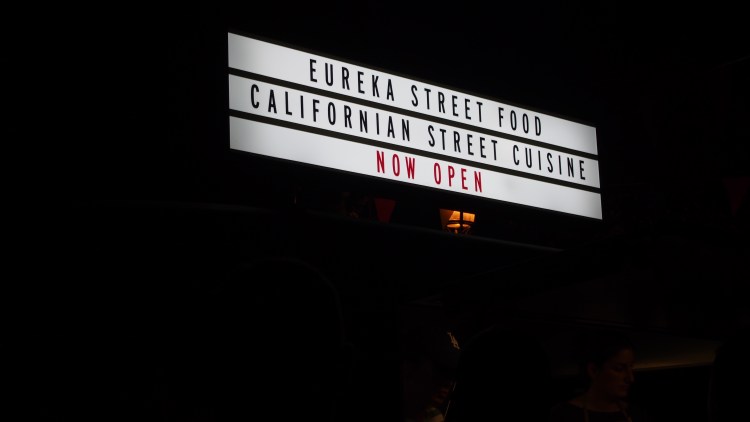 EUREKA STREET FOOD
CALIFORNIAN STREET CUISINE
NOW OPEN